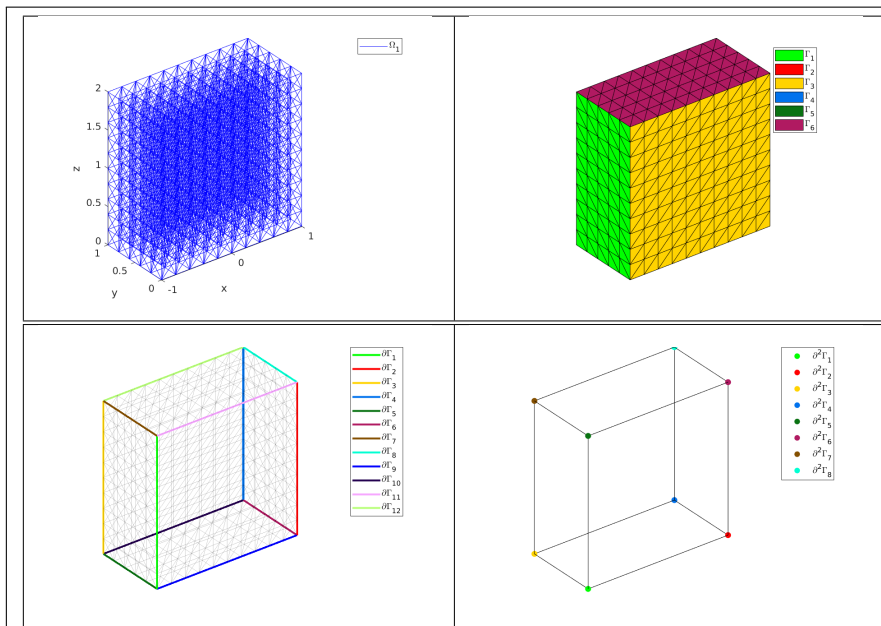 Ω₁
2
1.5
1
0.5
0
z
1
0.5
0
y
-1
0
1
x
Γ₁
Γ₂
Γ₃
Γ₄
Γ₅
Γ₆
∂Γ₁
∂Γ₂
∂Γ₃
∂Γ₄
∂Γ₅
∂Γ₆
∂Γ₇
∂Γ₈
∂Γ₉
∂Γ₁₀
∂Γ₁₁
∂Γ₁₂
∂²Γ₁
∂²Γ₂
∂²Γ₃
∂²Γ₄
∂²Γ₅
∂²Γ₆
∂²Γ₇
∂²Γ₈